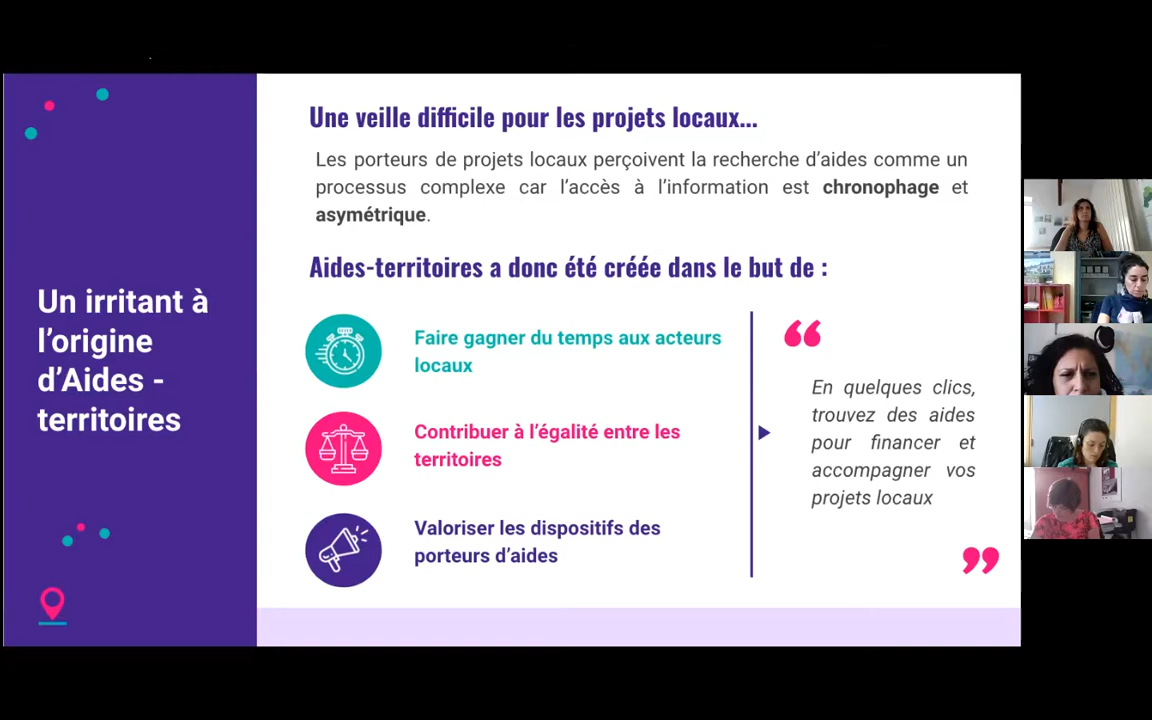 Un irritant à
l’origine
d’Aides -
territoires
Une veille difficile pour les projets locaux...
Les porteurs de projets locaux perçoivent la recherche d’aides comme un
processus complexe car l’accès à l’information est chronophage et
asymétrique.
Aides-territoires a donc été créée dans le but de :
Faire gagner du temps aux acteurs
locaux
Contribuer à l’égalité entre les
territoires
Valoriser les dispositifs des
porteurs d’aides
“
En quelques clics,
trouvez des aides
pour financer et
accompagner vos
projets locaux
”